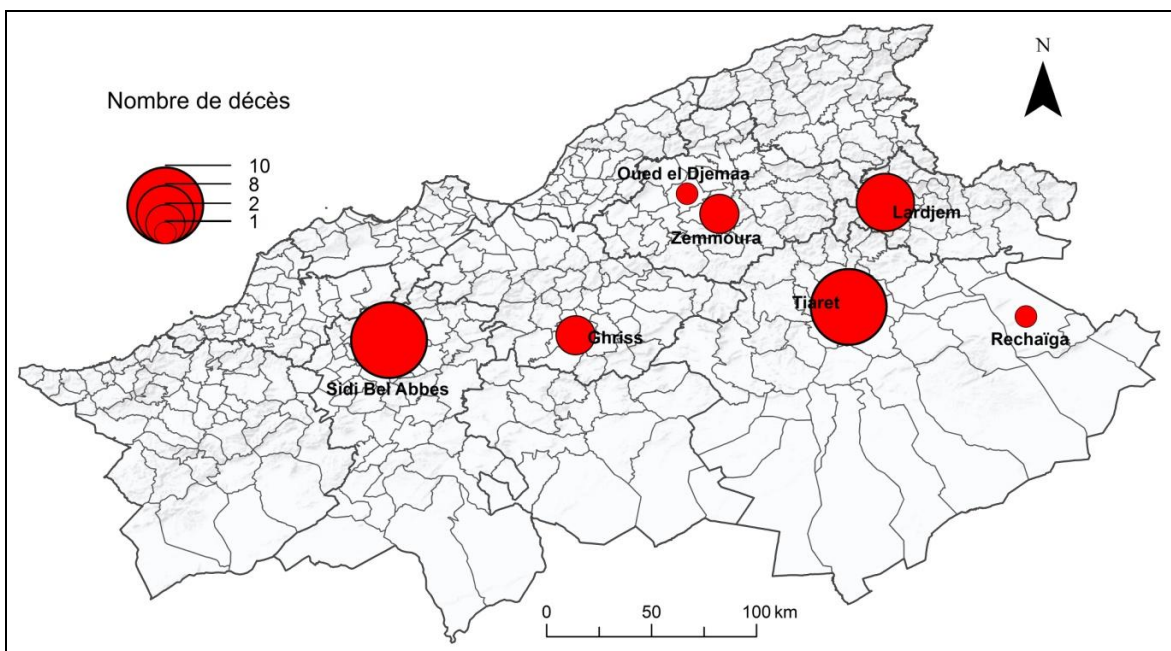 N
Nombre de décès
10
8
2
1
Oued el Djemaa
Zemmoura
Lardjem
Tiaret
Ghriss
Rechaïga
Sidi Bel Abbes
0 50 100 km